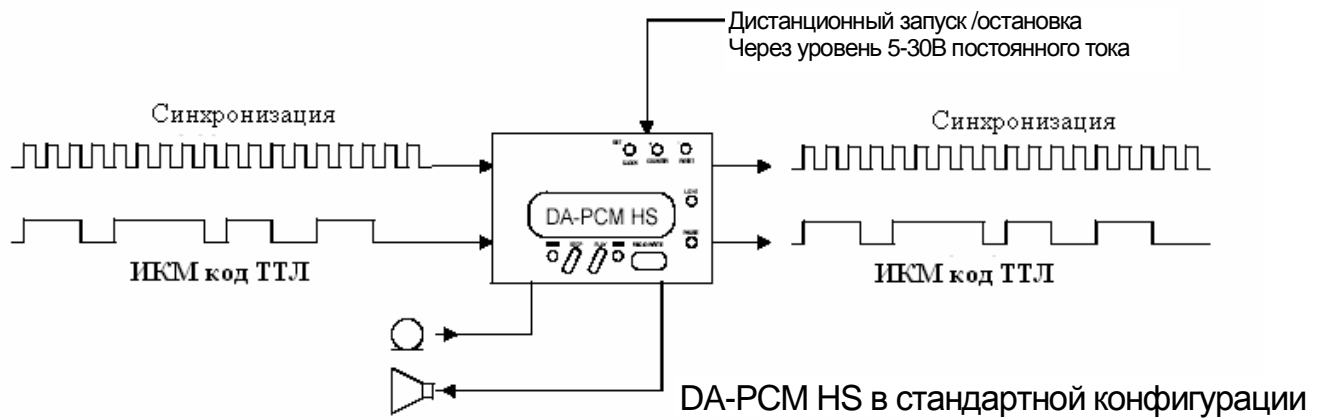 Дистанционный запуск /остановка
Через уровень 5-30В постоянного тока
Синхронизация
Синхронизация
DA-PCM HS
ИКМ код ТТЛ
ИКМ код ТТЛ
DA-PCM HS в стандартной конфигурации